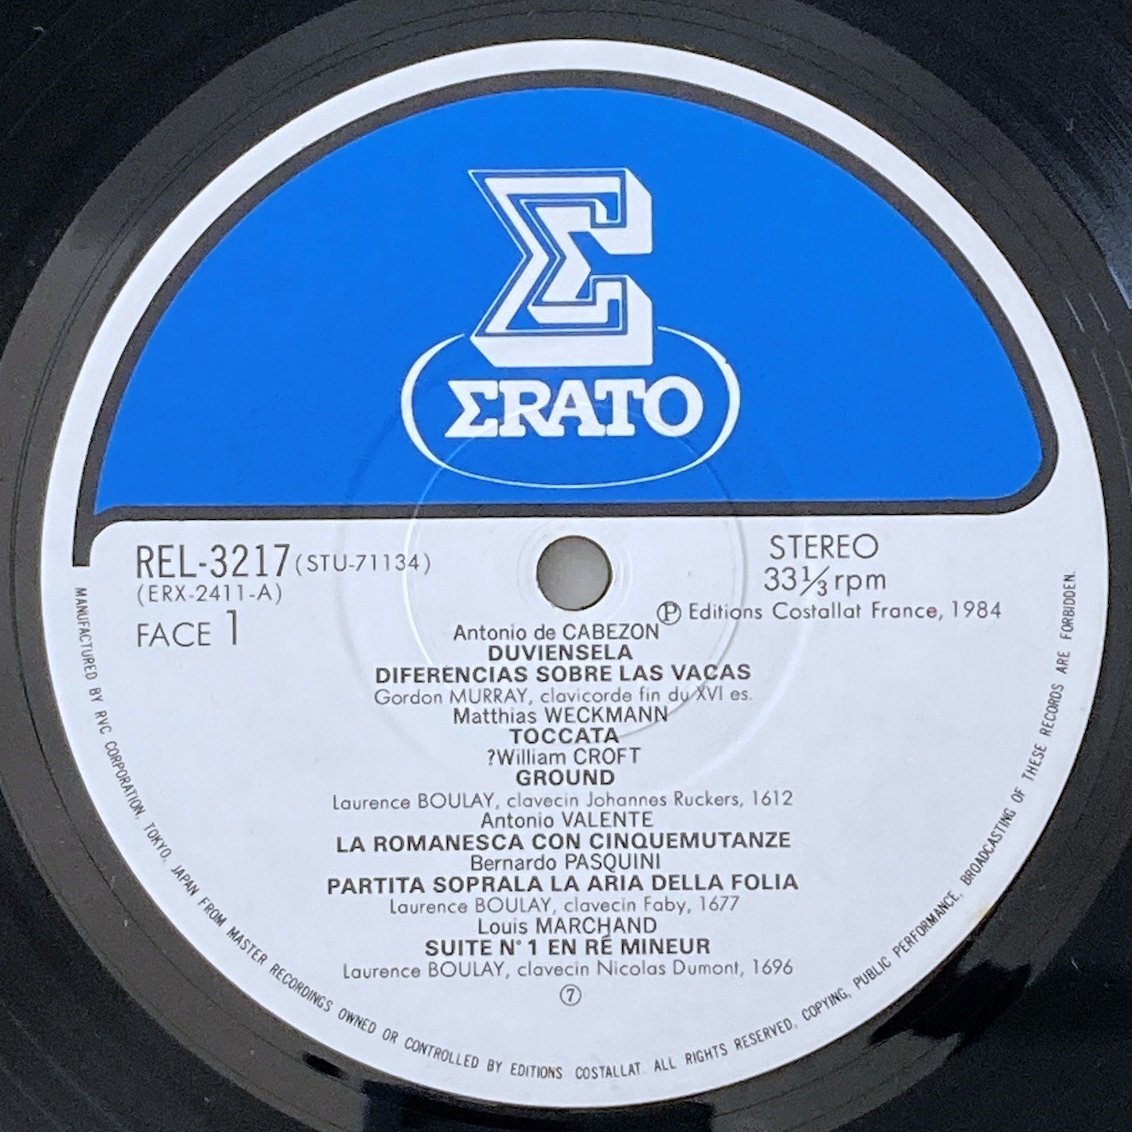 ΣRATO
REL-3217 (STU-71134)
(ERX-2411-A)
FACE 1
STEREO
33⅓ rpm
Ⓟ Editions Costallat France, 1984
Antonio de CABEZON
DUVIENSELA
DIFERENCIAS SOBRE LAS VACAS
Gordon MURRAY, clavicorde fin du XVI es.
Matthias WECKMANN
TOCCATA
?William CROFT
GROUND
Laurence BOULAY, clavecin Johannes Ruckers, 1612
Antonio VALENTE
LA ROMANESCA CON CINQUEMUTANZE
Bernardo PASQUINI
PARTITA SOPRALA LA ARIA DELLA FOLIA
Laurence BOULAY, clavecin Faby, 1677
Louis MARCHAND
SUITE N° 1 EN RÉ MINEUR
Laurence BOULAY, clavecin Nicolas Dumont, 1696
⑦
MANUFACTURED BY RVC CORPORATION, TOKYO, JAPAN FROM MASTER RECORDINGS OWNED OR CONTROLLED BY EDITIONS COSTALLAT. ALL RIGHTS RESERVED. COPYING, PUBLIC PERFORMANCE, BROADCASTING OF THESE RECORDS ARE FORBIDDEN.